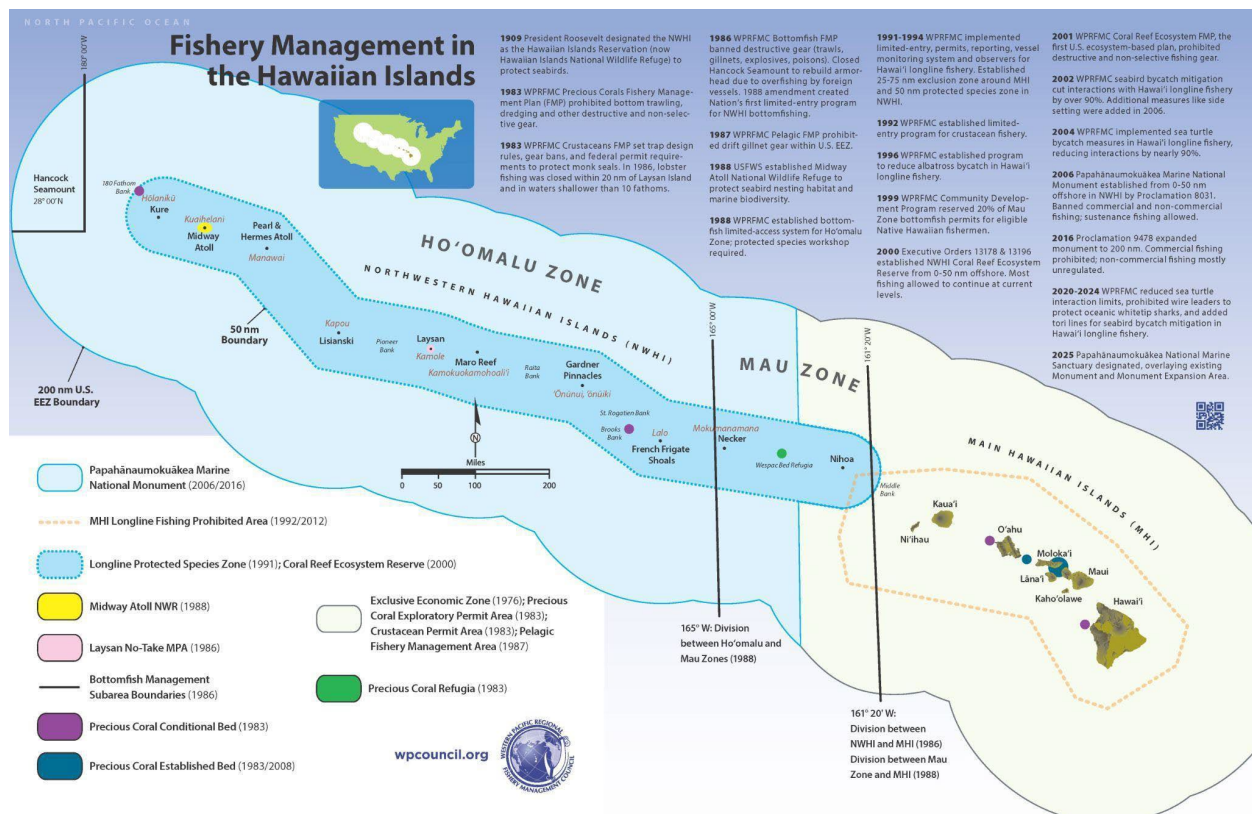 NORTH PACIFIC OCEAN
Fishery Management in
the Hawaiian Islands
1909 President Roosevelt designated the NWHI
as the Hawaiian Islands Reservation (now
Hawaiian Islands National Wildlife Refuge) to
protect seabirds.
1983 WPRFMC Precious Corals Fishery Manage-
ment Plan (FMP) prohibited bottom trawling,
dredging and other destructive and non-selec-
tive gear.
1983 WPRFMC Crustaceans FMP set trap design
rules, gear bans, and federal permit require-
ments to protect monk seals. In 1986, lobster
fishing was closed within 20 nm of Laysan Island
and in waters shallower than 10 fathoms.
1986 WPRFMC Bottomfish FMP
banned destructive gear (trawls,
gillnets, explosives, poisons). Closed
Hancock Seamount to rebuild armor-
head due to overfishing by foreign
vessels. 1988 amendment created
Nation's first limited-entry program
for NWHI bottomfishing.
1987 WPRFMC Pelagic FMP prohibit-
ed drift gillnet gear within U.S. EEZ.
1988 USFWS established Midway
Atoll National Wildlife Refuge to
protect seabird nesting habitat and
marine biodiversity.
1988 WPRFMC established bottom-
fish limited-access system for Hoʻomalu
Zone; protected species workshop
required.
1991-1994 WPRFMC implemented
limited-entry, permits, reporting, vessel
monitoring system and observers for
Hawaiʻi longline fishery. Established
25-75 nm exclusion zone around MHI
and 50 nm protected species zone in
NWHI.
1992 WPRFMC established limited-
entry program for crustacean fishery.
1996 WPRFMC established program
to reduce albatross bycatch in Hawaiʻi
longline fishery.
1999 WPRFMC Community Develop-
ment Program reserved 20% of Mau
Zone bottomfish permits for eligible
Native Hawaiian fishermen.
2000 Executive Orders 13178 & 13196
established NWHI Coral Reef Ecosystem
Reserve from 0-50 nm offshore. Most
fishing allowed to continue at current
levels.
2001 WPRFMC Coral Reef Ecosystem FMP, the
first U.S. ecosystem-based plan, prohibited
destructive and non-selective fishing gear.
2002 WPRFMC seabird bycatch mitigation
cut interactions with Hawaiʻi longline fishery
by over 90%. Additional measures like side
setting were added in 2006.
2004 WPRFMC implemented sea turtle
bycatch measures in Hawaiʻi longline fishery,
reducing interactions by nearly 90%.
2006 Papahānaumokuākea Marine National
Monument established from 0-50 nm
offshore in NWHI by Proclamation 8031.
Banned commercial and non-commercial
fishing; sustenance fishing allowed.
2016 Proclamation 9478 expanded
monument to 200 nm. Commercial fishing
prohibited; non-commercial fishing mostly
unregulated.
2020-2024 WPRFMC reduced sea turtle
interaction limits, prohibited wire leaders to
protect oceanic whitetip sharks, and added
tori lines for seabird bycatch mitigation in
Hawaiʻi longline fishery.
2025 Papahānaumokuākea National Marine
Sanctuary designated, overlaying existing
Monument and Monument Expansion Area.
180° 00'W
Hancock
Seamount
28° 00'N
180 Fathom
Bank
Hōlanikū
Kure
Kuaihelani
Midway
Atoll
Pearl &
Hermes Atoll
Manawai
HOʻOMALU ZONE
NORTHWESTERN HAWAIIAN ISLANDS (NWHI)
50 nm
Boundary
200 nm U.S.
EEZ Boundary
Kapou
Lisianski
Pioneer
Bank
Laysan
Kamole
Maro Reef
Kamokuokamohoaliʻi
Raita
Bank
Gardner
Pinnacles
ʻŌnūnui, ʻōnūiki
St. Rogatien Bank
Brooks
Bank
Lalo
French Frigate
Shoals
165° 00'W
MAU ZONE
161° 20'W
Mokumanamana
Necker
Wespac Bed Refugia
Nihoa
Middle
Bank
MAIN HAWAIIAN ISLANDS (MHI)
Kauaʻi
Niʻihau
Oʻahu
Molokaʻi
Lānaʻi
Maui
Kahoʻolawe
Hawaiʻi
N
Miles
0 50 100 200
165° W: Division
between Hoʻomalu and
Mau Zones (1988)
161° 20' W:
Division between
NWHI and MHI (1986)
Division between Mau
Zone and MHI (1988)
Papahānaumokuākea Marine
National Monument (2006/2016)
MHI Longline Fishing Prohibited Area (1992/2012)
Longline Protected Species Zone (1991); Coral Reef Ecosystem Reserve (2000)
Midway Atoll NWR (1988)
Laysan No-Take MPA (1986)
Bottomfish Management
Subarea Boundaries (1986)
Precious Coral Conditional Bed (1983)
Precious Coral Established Bed (1983/2008)
Exclusive Economic Zone (1976); Precious
Coral Exploratory Permit Area (1983);
Crustacean Permit Area (1983); Pelagic
Fishery Management Area (1987)
Precious Coral Refugia (1983)
wpcouncil.org
WESTERN PACIFIC REGIONAL
FISHERY MANAGEMENT COUNCIL